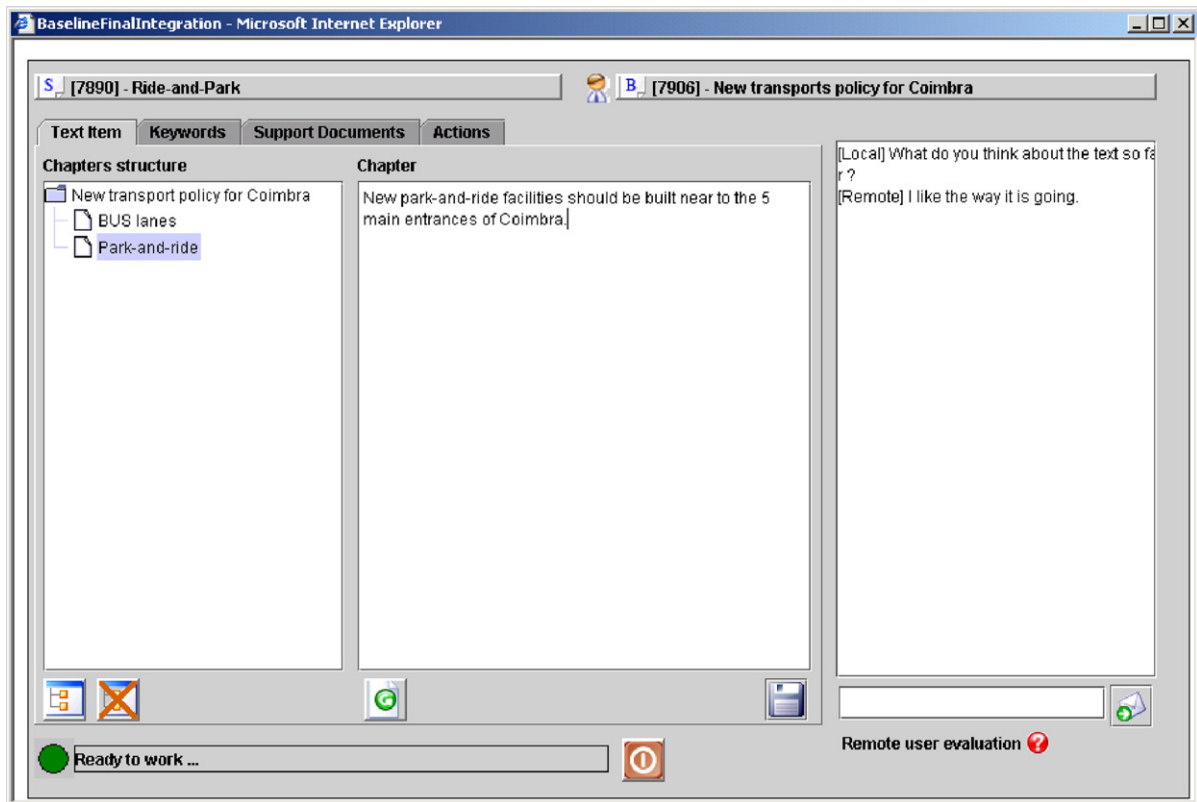 BaselineFinalIntegration - Microsoft Internet Explorer
S [7890] - Ride-and-Park
B [7906] - New transports policy for Coimbra
Text Item Keywords Support Documents Actions
Chapters structure
New transport policy for Coimbra
BUS lanes
Park-and-ride
Chapter
New park-and-ride facilities should be built near to the 5
main entrances of Coimbra.
[Local] What do you think about the text so fa
r ?
[Remote] I like the way it is going.
Remote user evaluation ?
Ready to work ...